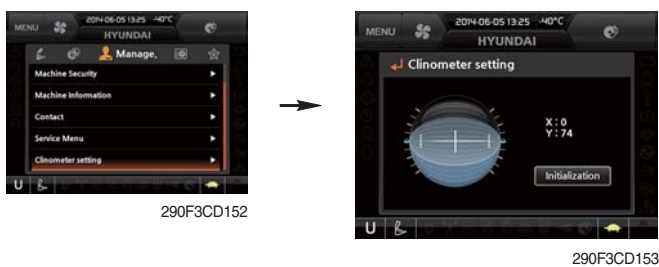 MENU
2014-06-05 13:25 -40°C
HYUNDAI
Manage.
Machine Security
Machine Information
Contact
Service Menu
Clinometer setting
U
290F3CD152
MENU
2014-06-05 13:25 -40°C
HYUNDAI
Clinometer setting
X : 0
Y : 74
Initialization
U
290F3CD153